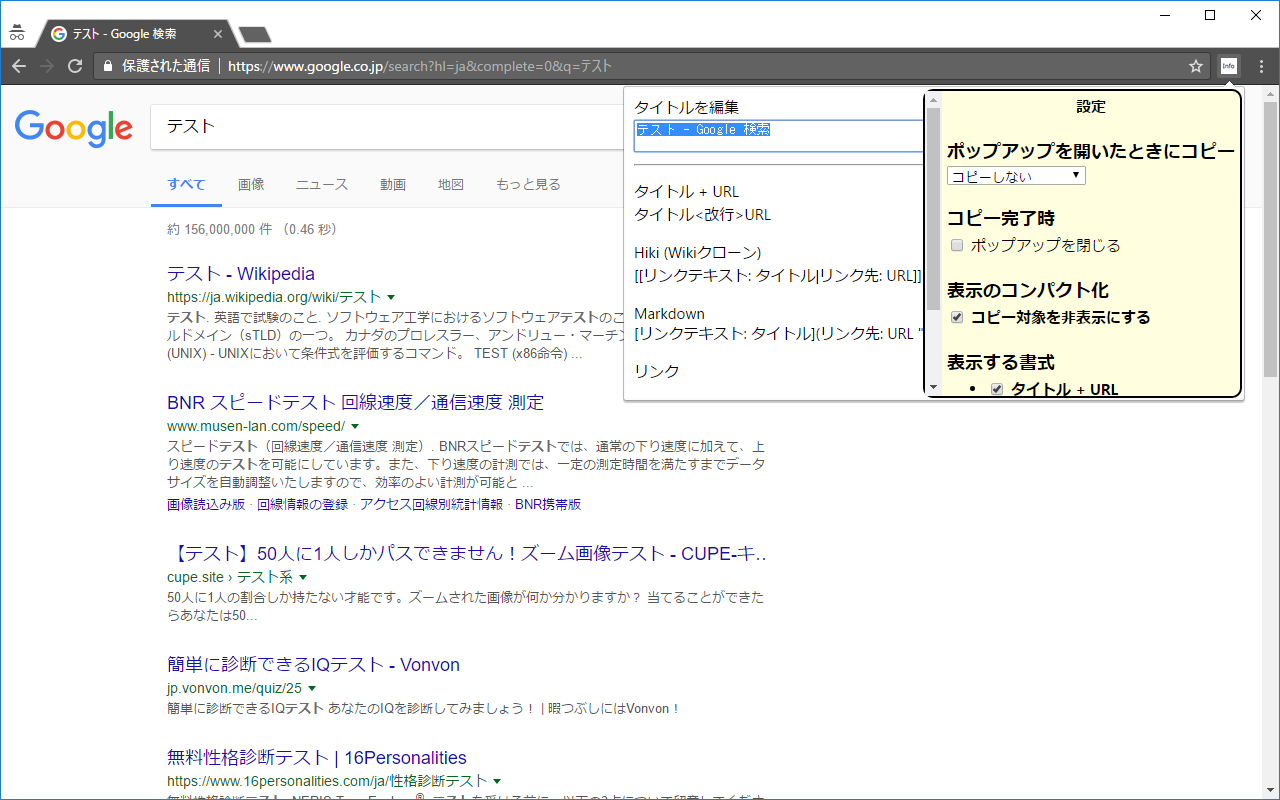 テスト - Google 検索
保護された通信
https://www.google.co.jp/search?hl=ja&complete=0&q=テスト
Info
Google
テスト
すべて 画像 ニュース 動画 地図 もっと見る
約 156,000,000 件 （0.46 秒）
テスト - Wikipedia
https://ja.wikipedia.org/wiki/テスト
テスト. 英語で試験のこと. ソフトウェア工学におけるソフトウェアテストのこ
ルドメイン（sTLD）の一つ。 カナダのプロレスラー、アンドリュー・マーチン
(UNIX) - UNIXにおいて条件式を評価するコマンド。 TEST (x86命令) ...
BNR スピードテスト 回線速度／通信速度 測定
www.musen-lan.com/speed/
スピードテスト（回線速度／通信速度 測定）. BNRスピードテストでは、通常の下り速度に加えて、上
り速度のテストを可能にしています。また、下り速度の計測では、一定の測定時間を満たすまでデータ
サイズを自動調整いたしますので、効率のよい計測が可能と ...
画像読込み版 · 回線情報の登録 · アクセス回線別統計情報 · BNR携帯版
【テスト】50人に1人しかパスできません！ズーム画像テスト - CUPE-キ..
cupe.site › テスト系
50人に1人の割合しか持たない才能です。ズームされた画像が何か分かりますか？ 当てることができた
らあなたは50...
簡単に診断できるIQテスト - Vonvon
jp.vonvon.me/quiz/25
簡単に診断できるIQテスト あなたのIQを診断してみましょう！ | 暇つぶしにはVonvon！
無料性格診断テスト | 16Personalities
https://www.16personalities.com/ja/性格診断テスト
タイトルを編集
テスト - Google 検索
タイトル + URL
タイトル<改行>URL
Hiki (Wikiクローン)
[[リンクテキスト: タイトル|リンク先: URL]]
Markdown
[リンクテキスト: タイトル](リンク先: URL "
リンク
設定
ポップアップを開いたときにコピー
コピーしない
コピー完了時
ポップアップを閉じる
表示のコンパクト化
コピー対象を非表示にする
表示する書式
タイトル + URL